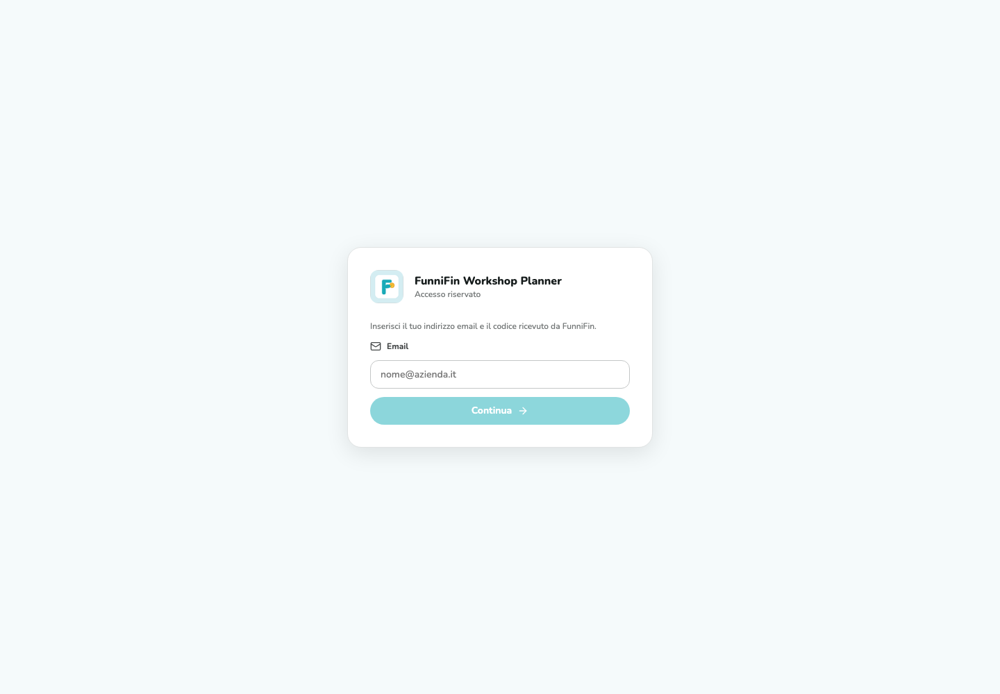 FunniFin Workshop Planner
Accesso riservato
Inserisci il tuo indirizzo email e il codice ricevuto da FunniFin.
Email
nome@azienda.it
Continua